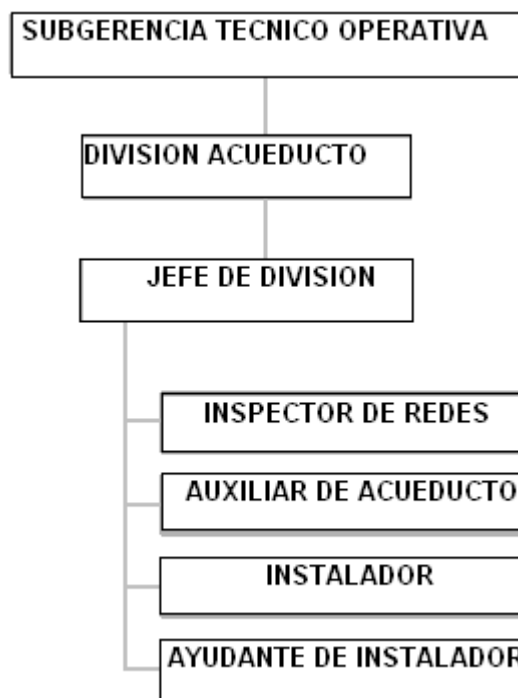 SUBGERENCIA TECNICO OPERATIVA
DIVISION ACUEDUCTO
JEFE DE DIVISION
INSPECTOR DE REDES
AUXILIAR DE ACUEDUCTO
INSTALADOR
AYUDANTE DE INSTALADOR